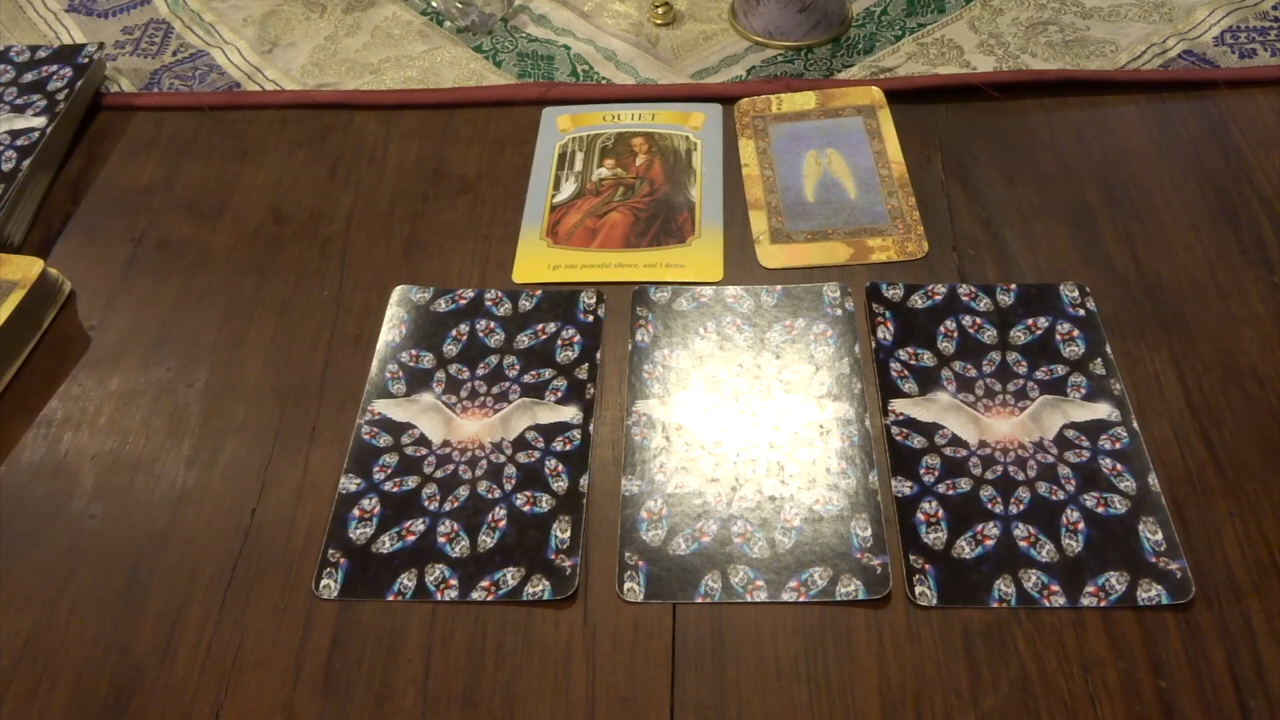 QUIET
I go into peaceful silence, and I listen.